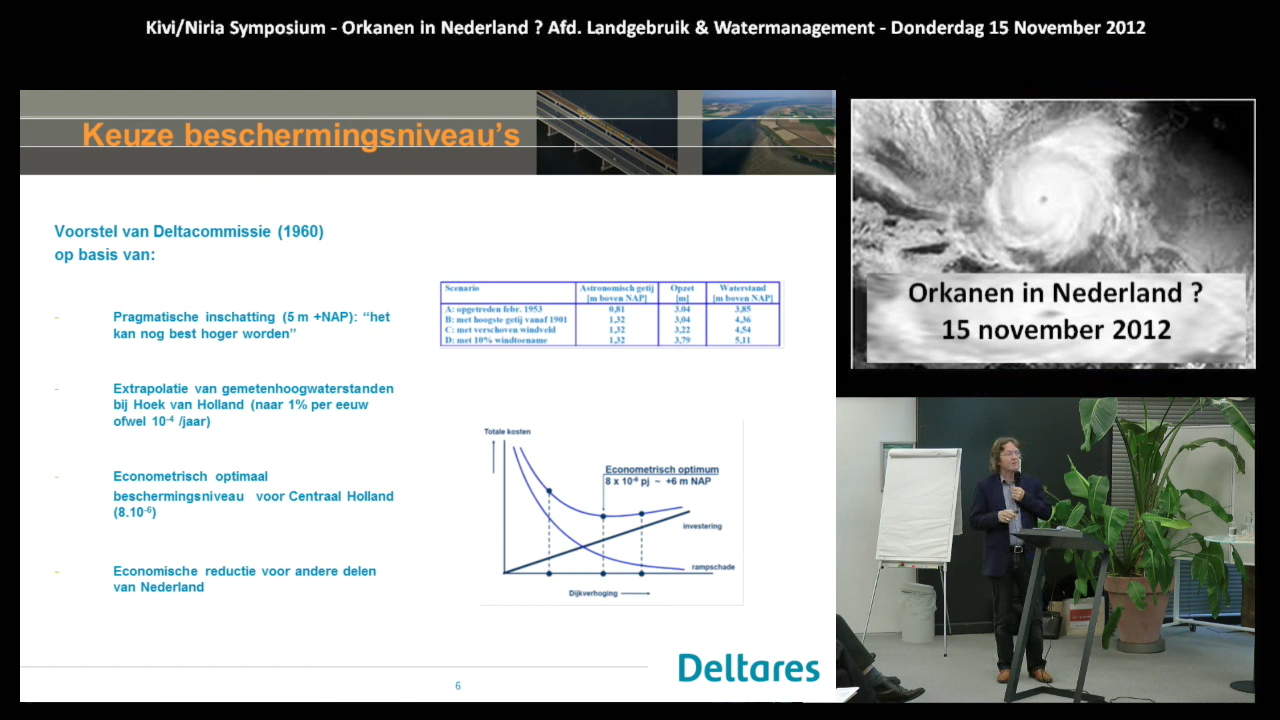 Kivi/Niria Symposium - Orkanen in Nederland ? Afd. Landgebruik & Watermanagement - Donderdag 15 November 2012
Keuze beschermingsniveau's
Voorstel van Deltacommissie (1960)
op basis van:
- Pragmatische inschatting (5 m +NAP): “het
kan nog best hoger worden”
- Extrapolatie van gemetenhoogwaterstanden
bij Hoek van Holland (naar 1% per eeuw
ofwel 10⁻⁴ /jaar)
- Econometrisch optimaal
beschermingsniveau voor Centraal Holland
(8.10⁻⁶)
- Economische reductie voor andere delen
van Nederland
Scenario Astronomisch getij Opzet Waterstand
[m boven NAP] [m] [m boven NAP]
A: opgetreden febr. 1953 0,81 3,04 3,85
B: met hoogste getij vanaf 1901 1,32 3,04 4,36
C: met verschoven windveld 1,32 3,22 4,54
D: met 10% windtoename 1,32 3,79 5,11
Totale kosten
Econometrisch optimum
8 x 10⁻⁶ pj ~ +6 m NAP
investering
rampschade
Dijkverhoging
Deltares
6
Orkanen in Nederland ?
15 november 2012